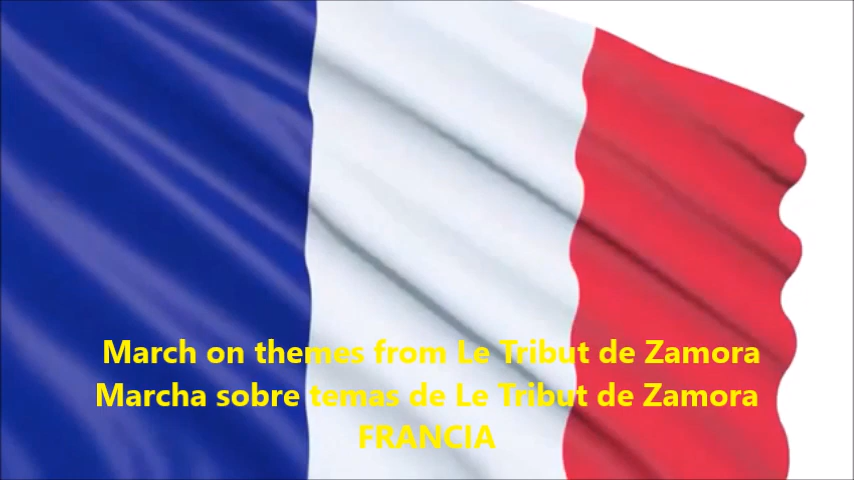 March on themes from Le Tribut de Zamora
Marcha sobre temas de Le Tribut de Zamora
FRANCIA